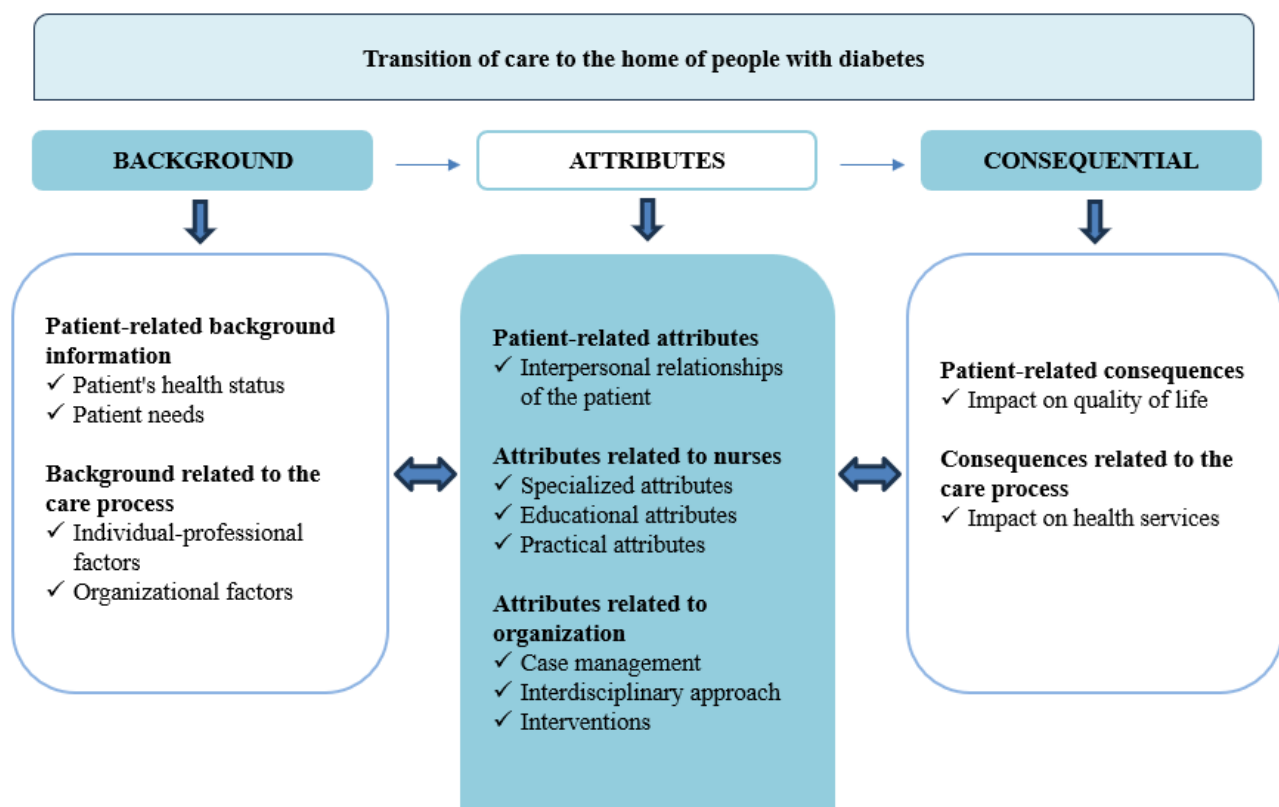 Transition of care to the home of people with diabetes
BACKGROUND
ATTRIBUTES
CONSEQUENTIAL
Patient-related background
information
✓ Patient's health status
✓ Patient needs
Background related to the
care process
✓ Individual-professional
factors
✓ Organizational factors
Patient-related attributes
✓ Interpersonal relationships
of the patient
Attributes related to nurses
✓ Specialized attributes
✓ Educational attributes
✓ Practical attributes
Attributes related to
organization
✓ Case management
✓ Interdisciplinary approach
✓ Interventions
Patient-related consequences
✓ Impact on quality of life
Consequences related to the
care process
✓ Impact on health services